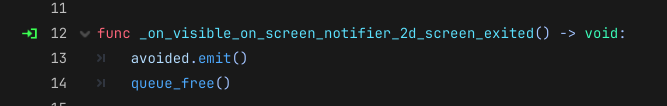 11
12 func _on_visible_on_screen_notifier_2d_screen_exited() -> void:
13 avoided.emit()
14 queue_free()
15